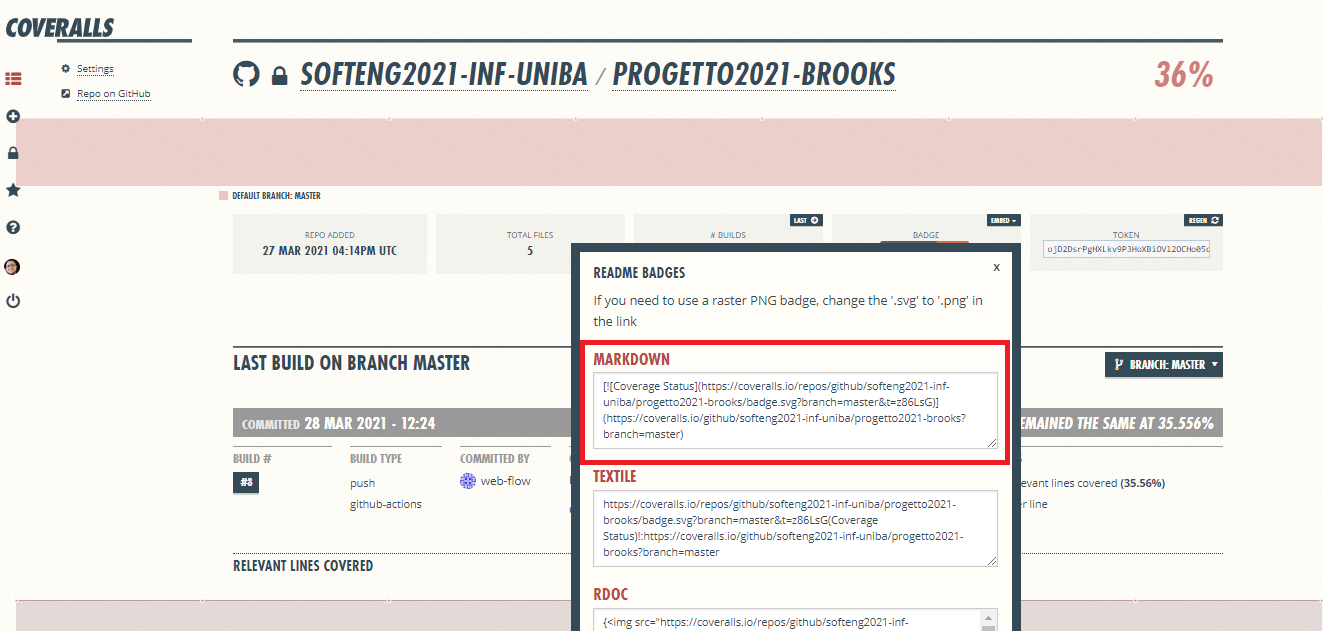 COVERALLS
Settings
Repo on GitHub
SOFTENG2021-INF-UNIBA / PROGETTO2021-BROOKS
36%
DEFAULT BRANCH: MASTER
REPO ADDED
27 MAR 2021 04:14PM UTC
TOTAL FILES
5
LAST
# BUILDS
EMBED
BADGE
REGEN
TOKEN
README BADGES
x
If you need to use a raster PNG badge, change the '.svg' to '.png' in
the link
MARKDOWN
[![Coverage Status](https://coveralls.io/repos/github/softeng2021-inf-
uniba/progetto2021-brooks/badge.svg?branch=master&t=z86LsG)]
(https://coveralls.io/github/softeng2021-inf-uniba/progetto2021-brooks?
branch=master)
TEXTILE
https://coveralls.io/repos/github/softeng2021-inf-uniba/progetto2021-
brooks/badge.svg?branch=master&t=z86LsG(Coverage
Status)!:https://coveralls.io/github/softeng2021-inf-uniba/progetto2021-
brooks?branch=master
RDOC
{<img src="https://coveralls.io/repos/github/softeng2021-inf-
LAST BUILD ON BRANCH MASTER
BRANCH: MASTER
COMMITTED 28 MAR 2021 - 12:24
EMAINED THE SAME AT 35.556%
BUILD #
#8
BUILD TYPE
push
github-actions
COMMITTED BY
web-flow
evant lines covered (35.56%)
er line
RELEVANT LINES COVERED